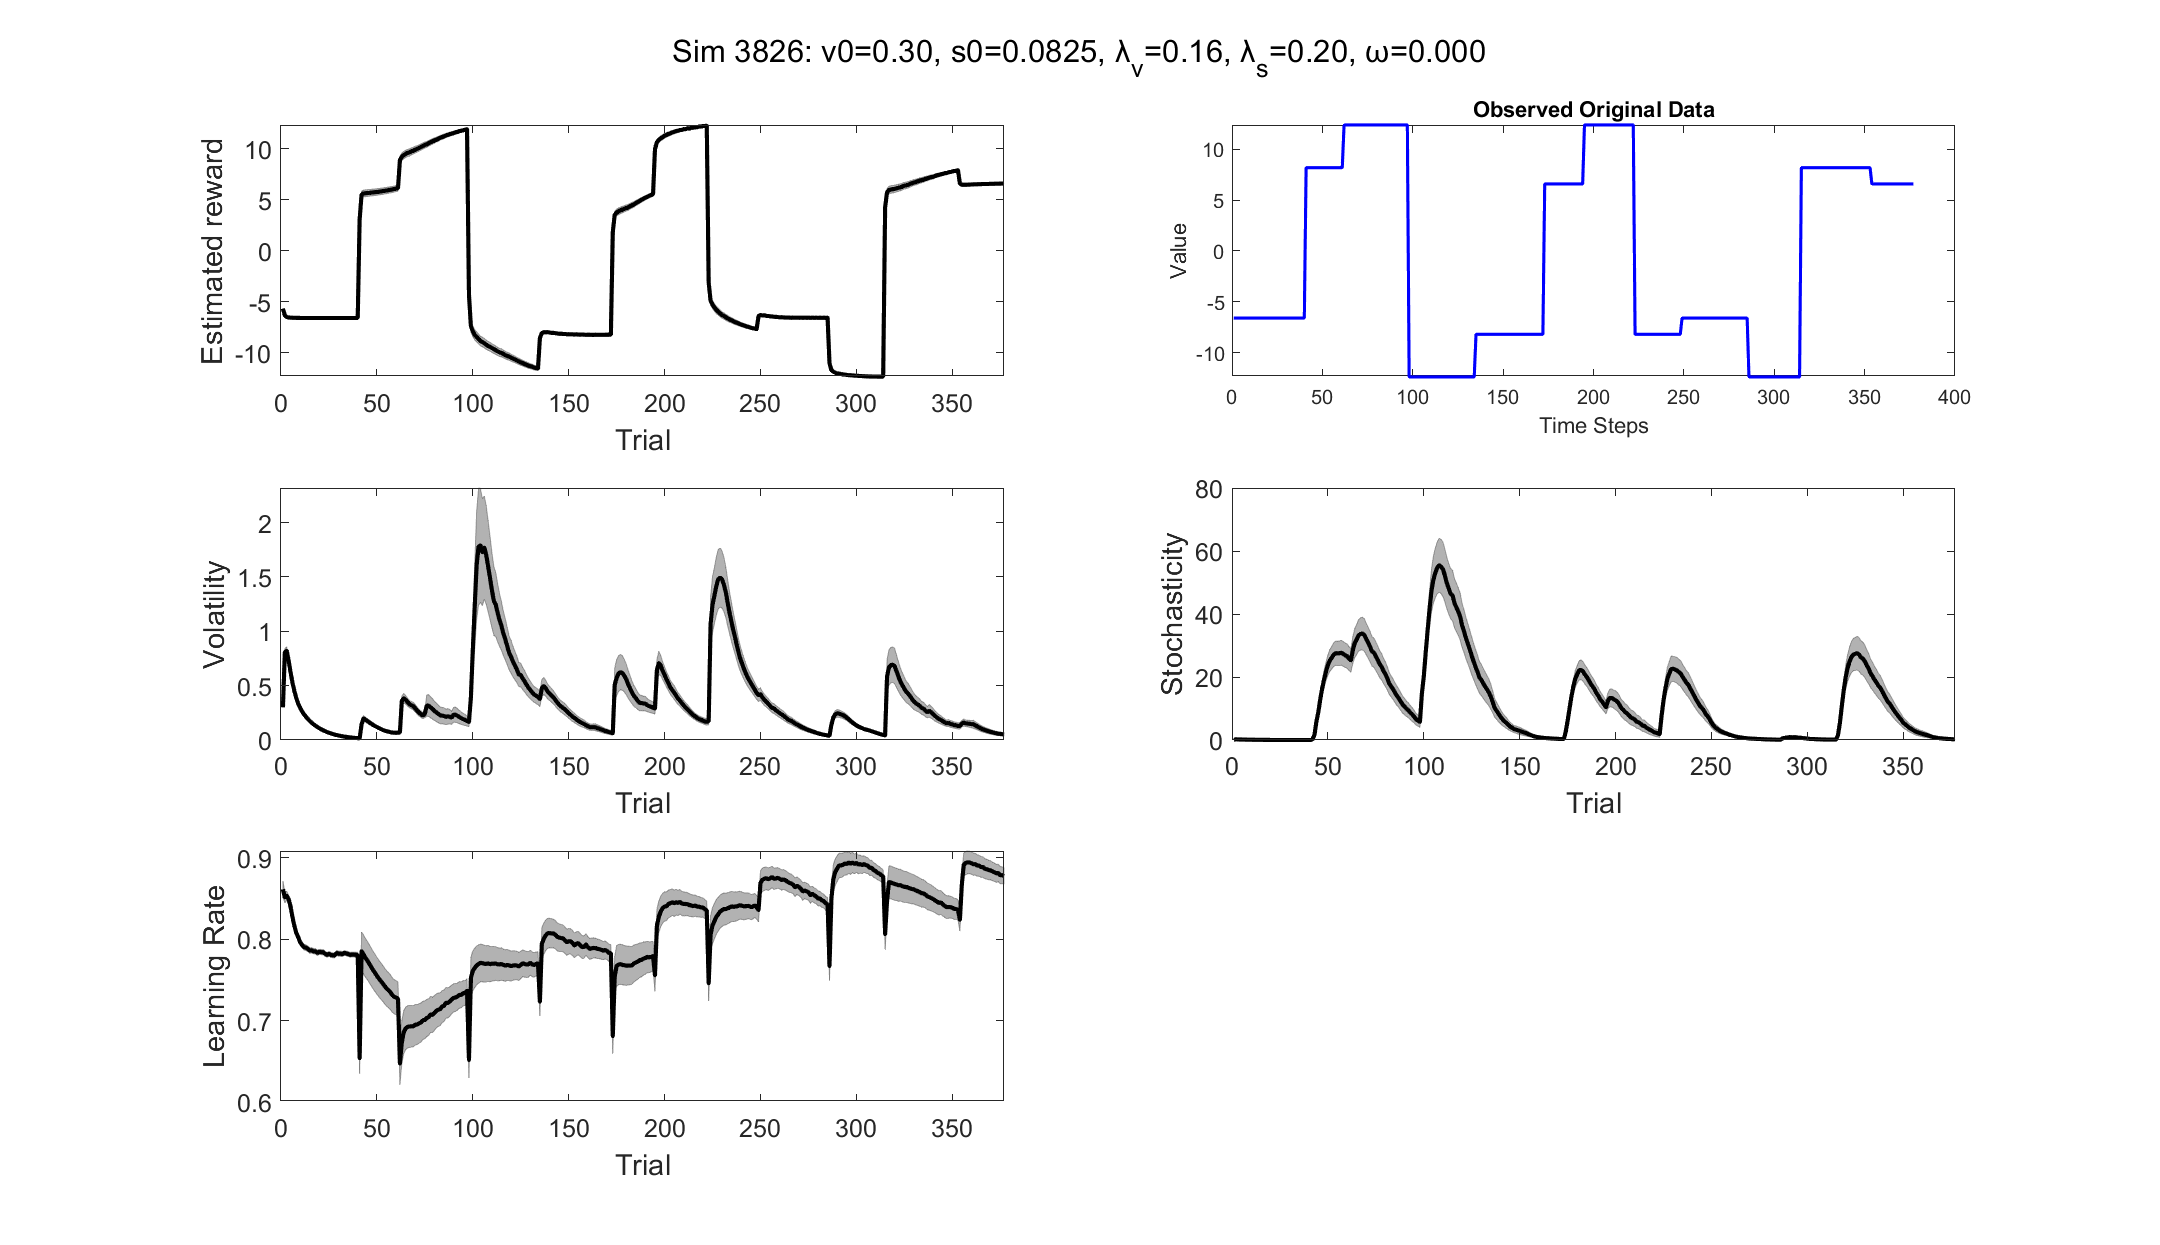 Sim 3826: v0=0.30, s0=0.0825, λv=0.16, λs=0.20, ω=0.000
Estimated reward
10
5
0
-5
-10
0 50 100 150 200 250 300 350
Trial
Observed Original Data
Value
10
5
0
-5
-10
0 50 100 150 200 250 300 350 400
Time Steps
Volatility
2
1.5
1
0.5
0
0 50 100 150 200 250 300 350
Trial
Stochasticity
80
60
40
20
0
0 50 100 150 200 250 300 350
Trial
Learning Rate
0.9
0.8
0.7
0.6
0 50 100 150 200 250 300 350
Trial